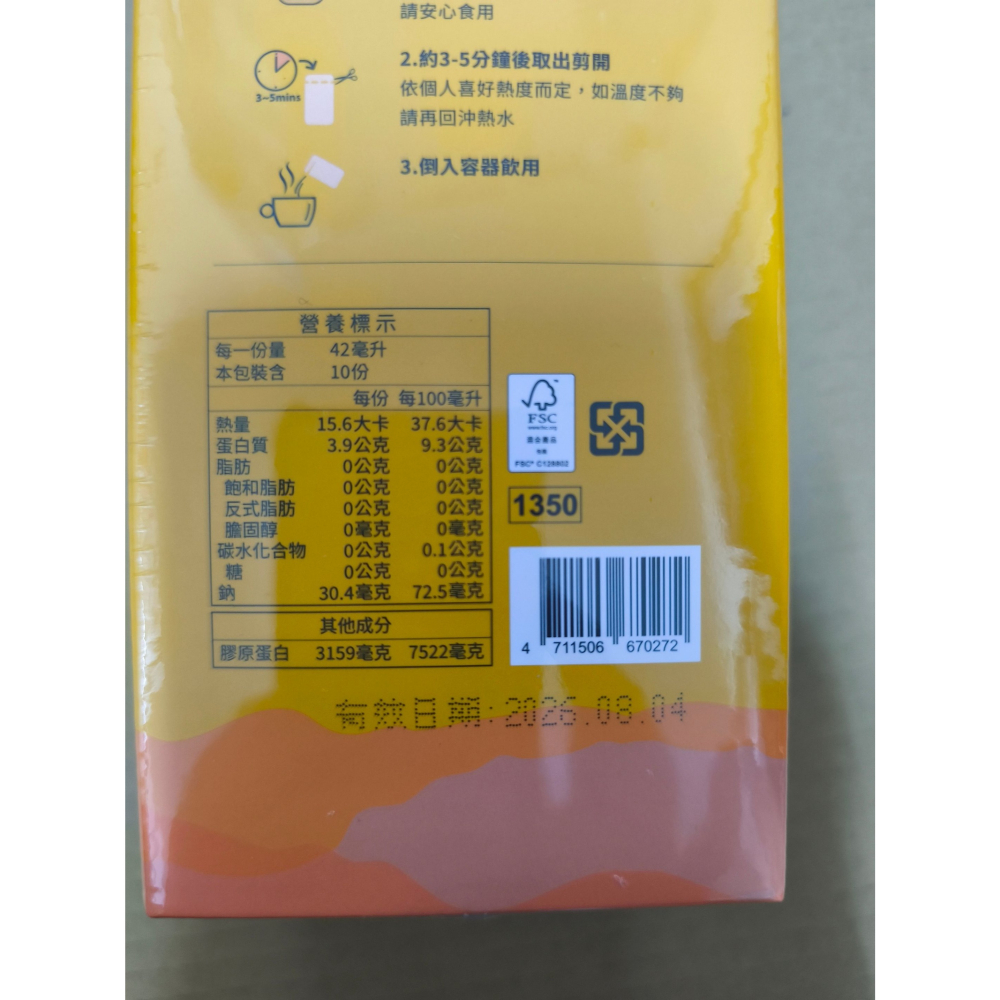 請安心食用
2.約3-5分鐘後取出剪開
3~5mins
依個人喜好熱度而定，如溫度不夠
請再回沖熱水
3.倒入容器飲用
營養標示
每一份量 42毫升
本包裝含 10份
每份 每100毫升
熱量 15.6大卡 37.6大卡
蛋白質 3.9公克 9.3公克
脂肪 0公克 0公克
飽和脂肪 0公克 0公克
反式脂肪 0公克 0公克
膽固醇 0毫克 0毫克
碳水化合物 0公克 0.1公克
糖 0公克 0公克
鈉 30.4毫克 72.5毫克
其他成分
膠原蛋白 3159毫克 7522毫克
FSC
www.fsc.org
1350
4 711506 670272
有效日期:2026.08.04